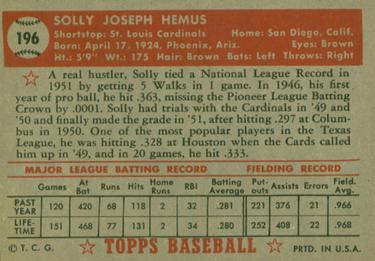 196
SOLLY JOSEPH HEMUS
Shortstop: St. Louis Cardinals Home: San Diego, Calif.
Born: April 17, 1924, Phoenix, Ariz. Eyes: Brown
Ht.: 5'9" Wt.: 175 Hair: Brown Bats: Left Throws: Right
A real hustler, Solly tied a National League Record in
1951 by getting 5 Walks in 1 game. In 1946, his first
year of pro ball, he hit .363, missing the Pioneer League Batting
Crown by .0001. Solly had trials with the Cardinals in '49 and
'50 and finally made the grade in '51, after hitting .297 at Colum-
bus in 1950. One of the most popular players in the Texas
League, he was hitting .328 at Houston when the Cards called
him up in '49, and in 20 games, he hit .333.
MAJOR LEAGUE BATTING RECORD FIELDING RECORD
Games At Bat Runs Hits Home Runs RBI Batting Average Put-outs Assists Errors Field. Avg.
PAST YEAR 120 420 68 118 2 32 .281 221 376 21 .966
LIFE-TIME 151 468 77 131 2 33 .280 252 408 22 .968
© T. C. G. TOPPS BASEBALL PRTD. IN U.S.A.